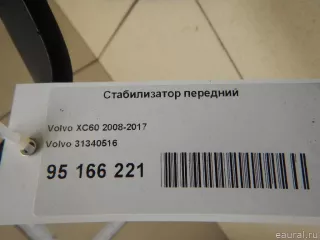 Стабилизатор передний
Volvo XC60 2008-2017
Volvo 31340516
95 166 221
eaural.ru